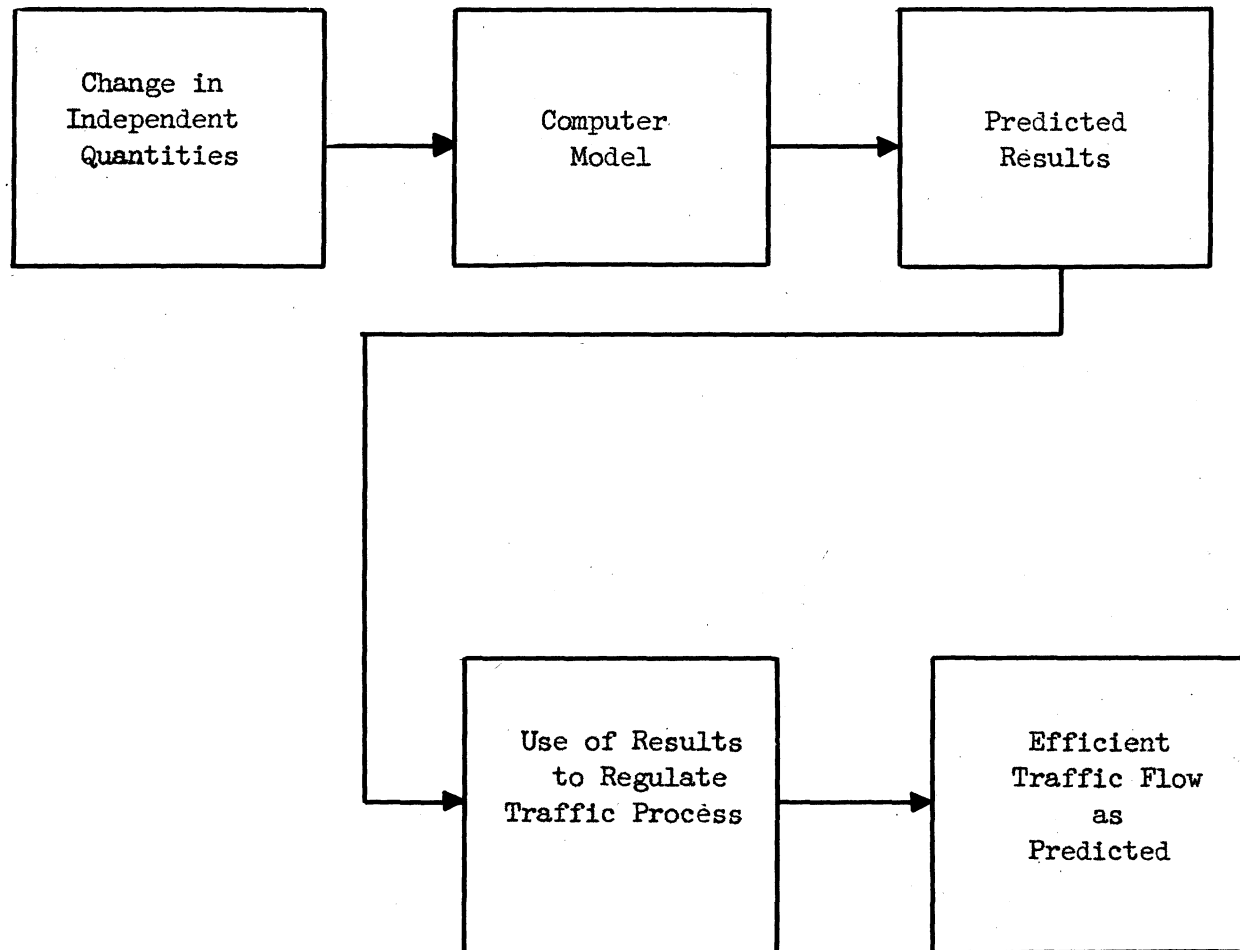 Change in
Independent
Quantities
Computer
Model
Predicted
Results
Use of Results
to Regulate
Traffic Process
Efficient
Traffic Flow
as
Predicted